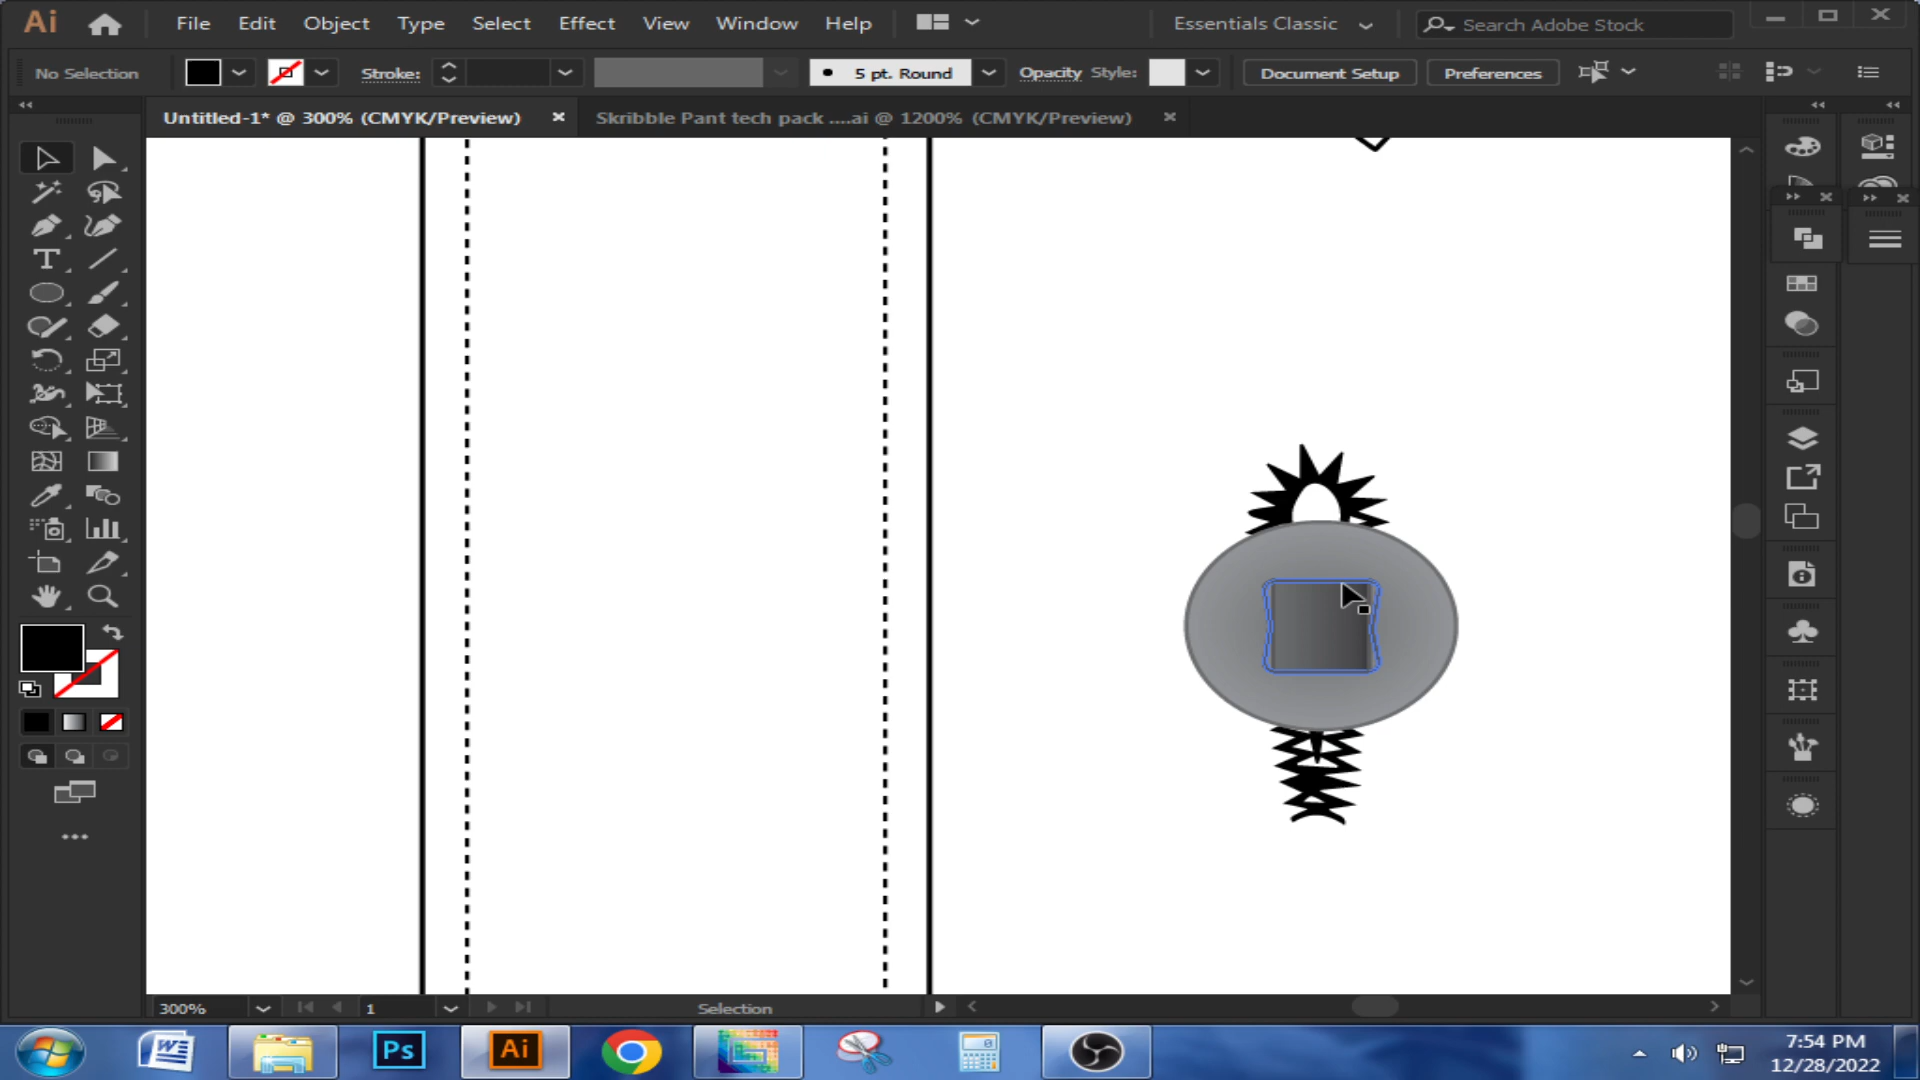 Ai File Edit Object Type Select Effect View Window Help Essentials Classic Search Adobe Stock
No Selection Stroke: 5 pt. Round Opacity Style: Document Setup Preferences
Untitled-1* @ 300% (CMYK/Preview) Skribble Pant tech pack ....ai @ 1200% (CMYK/Preview)
T
300% 1 Selection
W Ps Ai 0 7:54 PM
12/28/2022